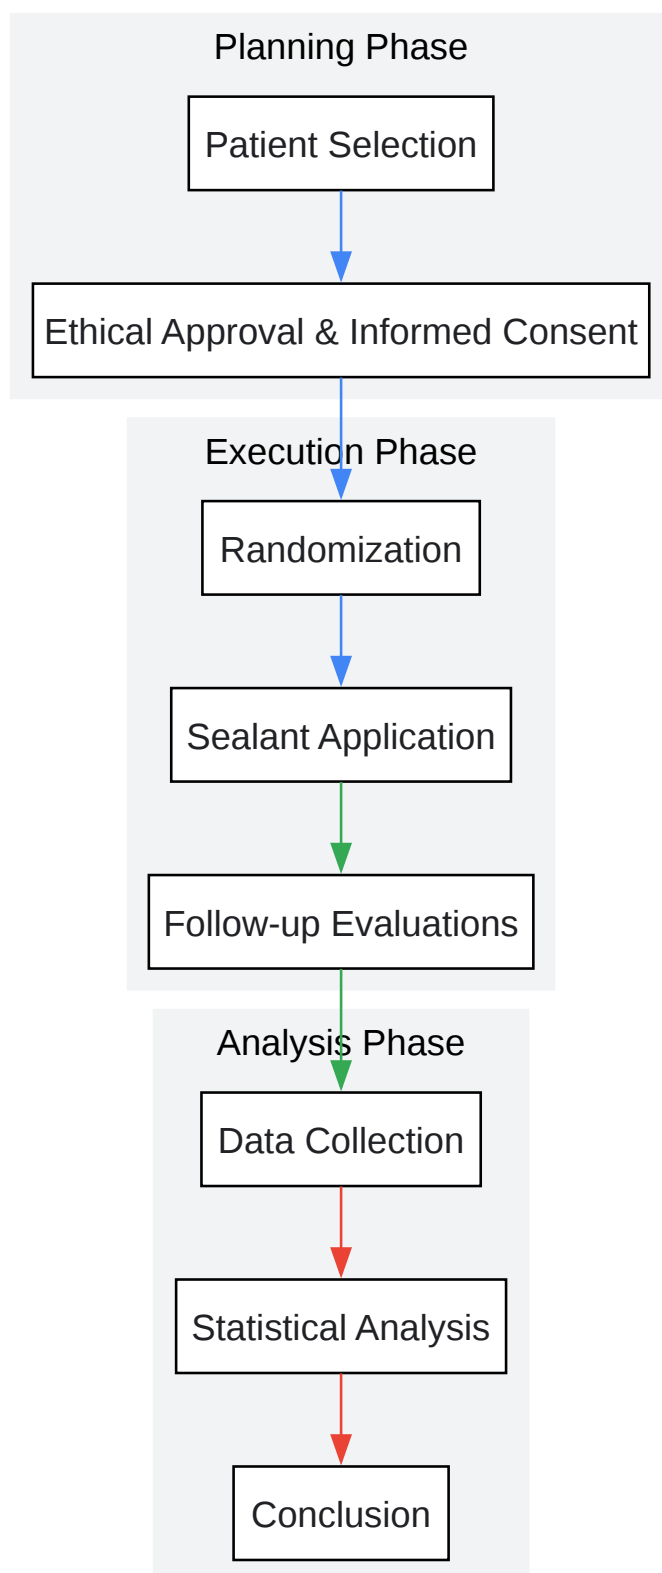 Planning Phase
Patient Selection
Ethical Approval & Informed Consent
Execution Phase
Randomization
Sealant Application
Follow-up Evaluations
Analysis Phase
Data Collection
Statistical Analysis
Conclusion